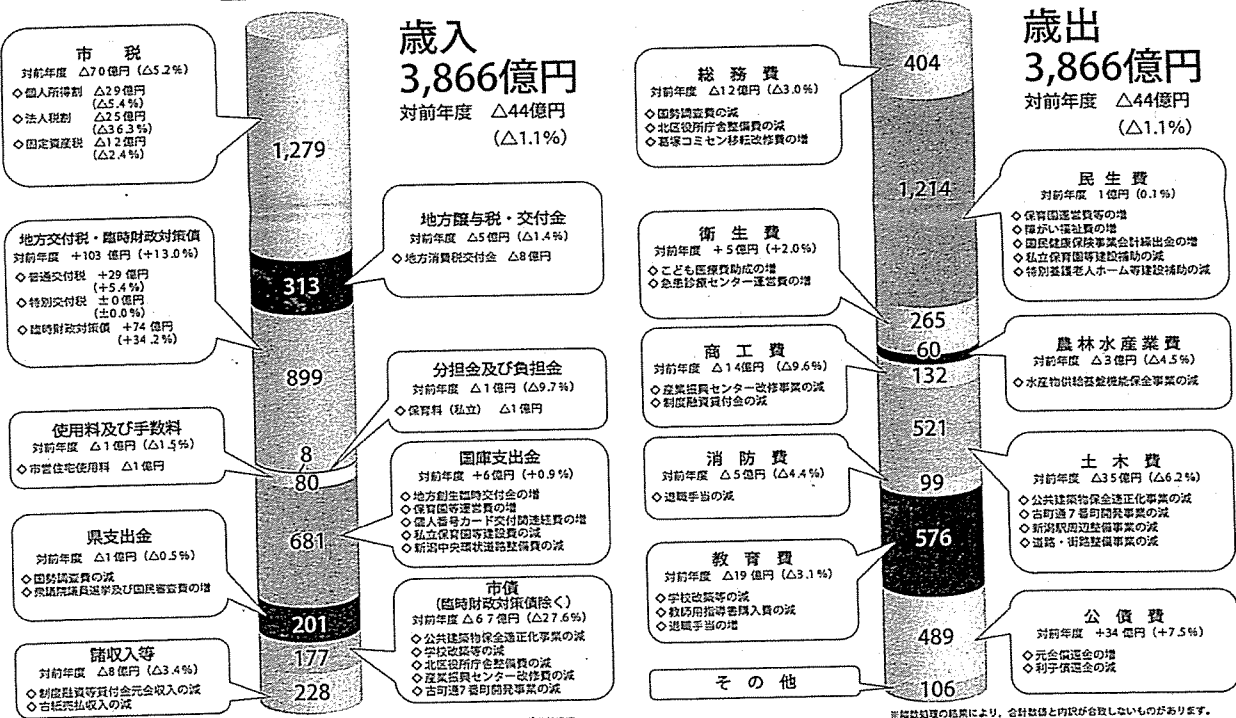 歳入
3,866億円
対前年度 △44億円
(△1.1%)
市 税
対前年度 △70億円(△5.2%)
◇個人所得割 △29億円
(△5.4%)
◇法人税割 △25億円
(△36.3%)
◇固定資産税 △12億円
(△2.4%)
1,279
地方譲与税・交付金
対前年度 △5億円(△1.4%)
◇地方消費税交付金 △8億円
313
地方交付税・臨時財政対策債
対前年度 +103 億円(+13.0%)
◇普通交付税 +29 億円
(+5.4%)
◇特別交付税 ±0億円
(±0.0%)
◇臨時財政対策債 +74 億円
(+34.2%)
899
分担金及び負担金
対前年度 △1億円(△9.7%)
◇保育料(私立) △1億円
8
使用料及び手数料
対前年度 △1億円(△1.5%)
◇市営住宅使用料 △1億円
80
国庫支出金
対前年度 +6億円(+0.9%)
◇地方創生臨時交付金の増
◇保育園等運営費の増
◇個人番号カード交付関連経費の増
◇私立保育園等建設費の減
◇新潟中央環状道路整備費の減
681
県支出金
対前年度 △1億円(△0.5%)
◇国勢調査費の減
◇衆議院議員選挙及び国民審査費の増
201
市債
(臨時財政対策債除く)
対前年度 △67億円(△27.6%)
◇公共建築物保全適正化事業の減
◇学校改築等の減
◇北区役所庁舎整備費の減
◇産業振興センター改修費の減
◇古町通7番町開発事業の減
177
諸収入等
対前年度 △8億円(△3.4%)
◇制度融資等貸付金元金収入の減
◇古紙売払収入の減
228
歳出
3,866億円
対前年度 △44億円
(△1.1%)
総 務 費
対前年度 △12億円(△3.0%)
◇国勢調査費の減
◇北区役所庁舎整備費の減
◇葛塚コミセン移転改修費の増
404
民 生 費
対前年度 1億円(0.1%)
◇保育園運営費等の増
◇障がい福祉費の増
◇国民健康保険事業会計繰出金の増
◇私立保育園等建設補助の減
◇特別養護老人ホーム等建設補助の減
1,214
衛 生 費
対前年度 +5億円(+2.0%)
◇こども医療費助成の増
◇急患診療センター運営費の増
265
農林水産業費
対前年度 △3億円(△4.5%)
◇水産物供給基盤機能保全事業の減
60
商 工 費
対前年度 △14億円(△9.6%)
◇産業振興センター改修事業の減
◇制度融資貸付金の減
132
土 木 費
対前年度 △35億円(△6.2%)
◇公共建築物保全適正化事業の減
◇古町通7番町開発事業の減
◇新潟駅周辺整備事業の減
◇道路・街路整備事業の減
521
消 防 費
対前年度 △5億円(△4.4%)
◇退職手当の減
99
教 育 費
対前年度 △19 億円(△3.1%)
◇学校改築等の減
◇教師用指導書購入費の減
◇退職手当の増
576
公 債 費
対前年度 +34 億円(+7.5%)
◇元金償還金の増
◇利子償還金の減
489
そ の 他
106
※端数処理の結果により、合計数値と内訳が合致しないものがあります。